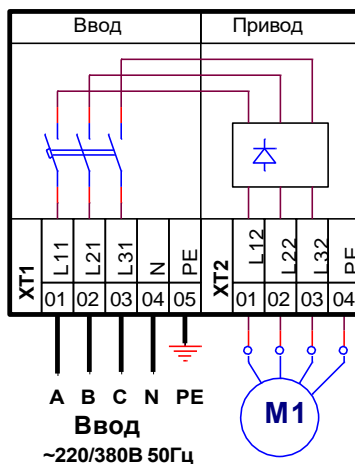 Ввод Привод
XT1 L11 L21 L31 N PE XT2 L12 L22 L32 PE
01 02 03 04 05 01 02 03 04
A B C N PE
Ввод
~220/380В 50Гц
M1